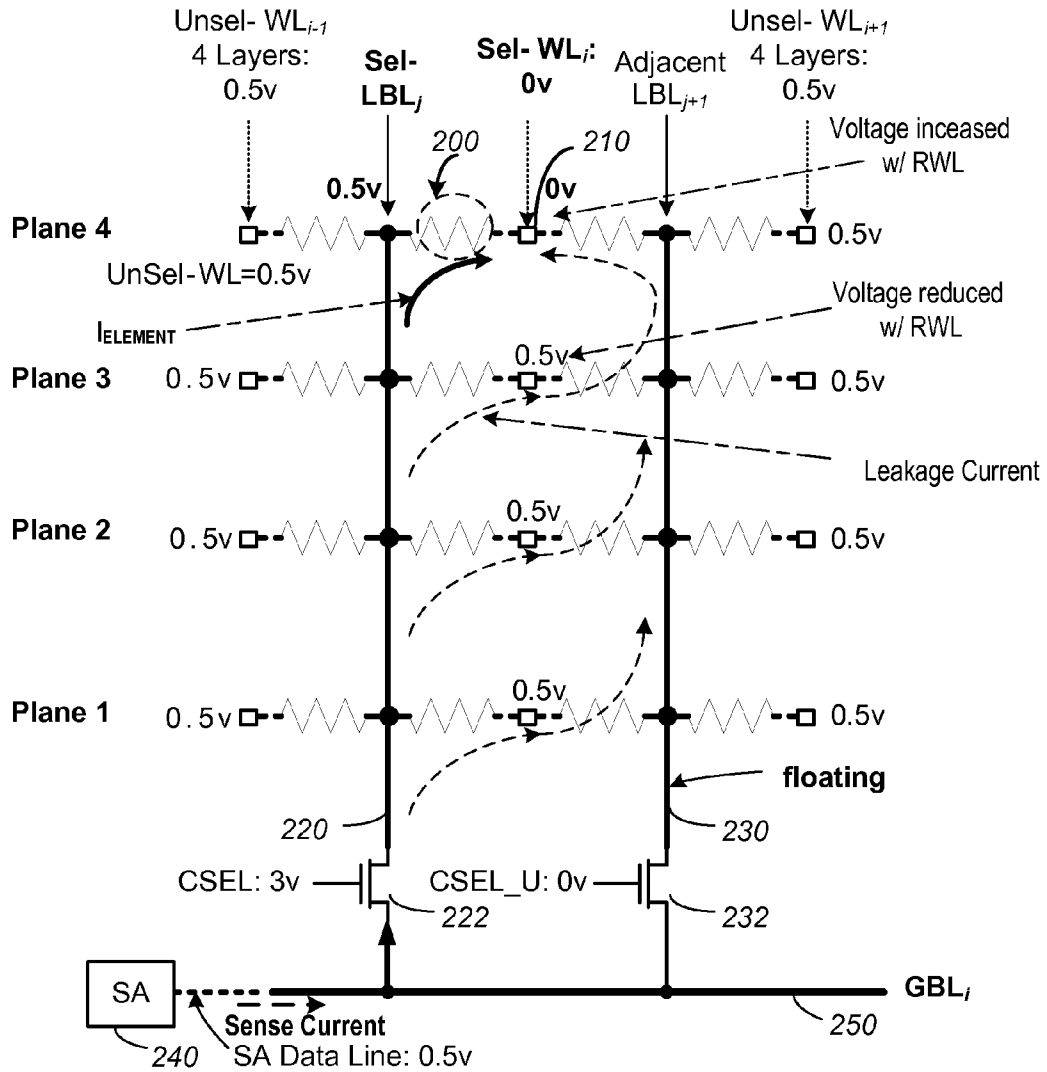 Unsel- WLi-1
4 Layers:
0.5v
Sel-
LBLj
Sel- WLi:
0v
Adjacent
LBLj+1
Unsel- WLi+1
4 Layers:
0.5v
200
210
Voltage inceased
w/ RWL
0.5v
0v
Plane 4
0.5v
UnSel-WL=0.5v
IELEMENT
Voltage reduced
w/ RWL
0.5v
Plane 3
0.5v
0.5v
Leakage Current
0.5v
Plane 2
0.5v
0.5v
0.5v
Plane 1
0.5v
0.5v
floating
220
230
CSEL: 3v
CSEL_U: 0v
222
232
SA
GBLi
Sense Current
250
240
SA Data Line: 0.5v